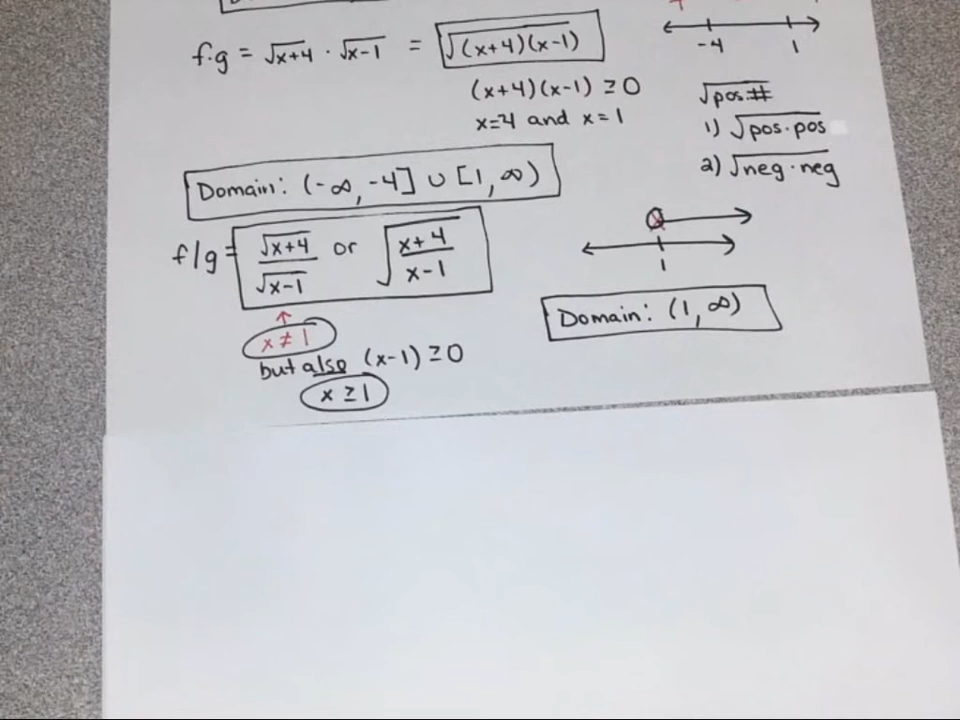 f·g = √x+4 · √x-1 = √(x+4)(x-1)
-4 1
(x+4)(x-1) ≥ 0
x=4 and x=1
√pos.#
1) √pos·pos
2) √neg·neg
Domain: (-∞, -4] ∪ [1, ∞)
f/g = √x+4 / √x-1 or √x+4 / x-1
1
x ≠ 1
but also (x-1) ≥ 0
x ≥ 1
Domain: (1, ∞)